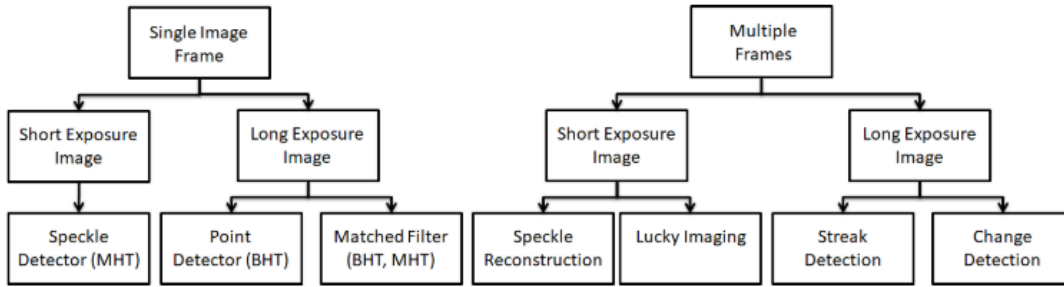 Single Image
Frame
Multiple
Frames
Short Exposure
Image
Long Exposure
Image
Short Exposure
Image
Long Exposure
Image
Speckle
Detector (MHT)
Point
Detector (BHT)
Matched Filter
(BHT, MHT)
Speckle
Reconstruction
Lucky Imaging
Streak
Detection
Change
Detection